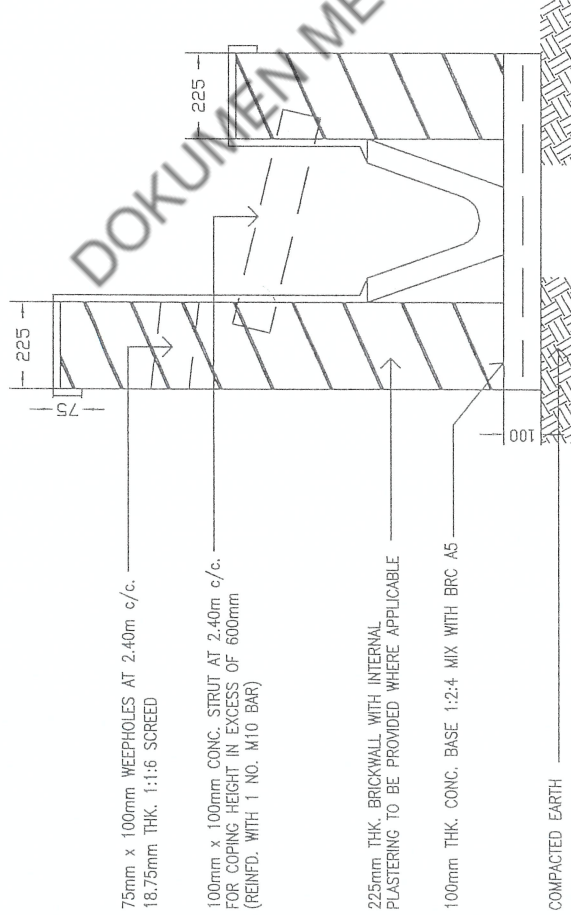 75mm x 100mm WEEPHOLES AT 2.40m c/c.
18.75mm THK. 1:1:6 SCREED
100mm x 100mm CONC. STRUT AT 2.40m c/c.
FOR COPING HEIGHT IN EXCESS OF 600mm
(REINFD. WITH 1 NO. M10 BAR)
225mm THK. BRICKWALL WITH INTERNAL
PLASTERING TO BE PROVIDED WHERE APPLICABLE
100mm THK. CONC. BASE 1:2:4 MIX WITH BRC A5
COMPACTED EARTH
225
75
225
100
DOKUMEN ME